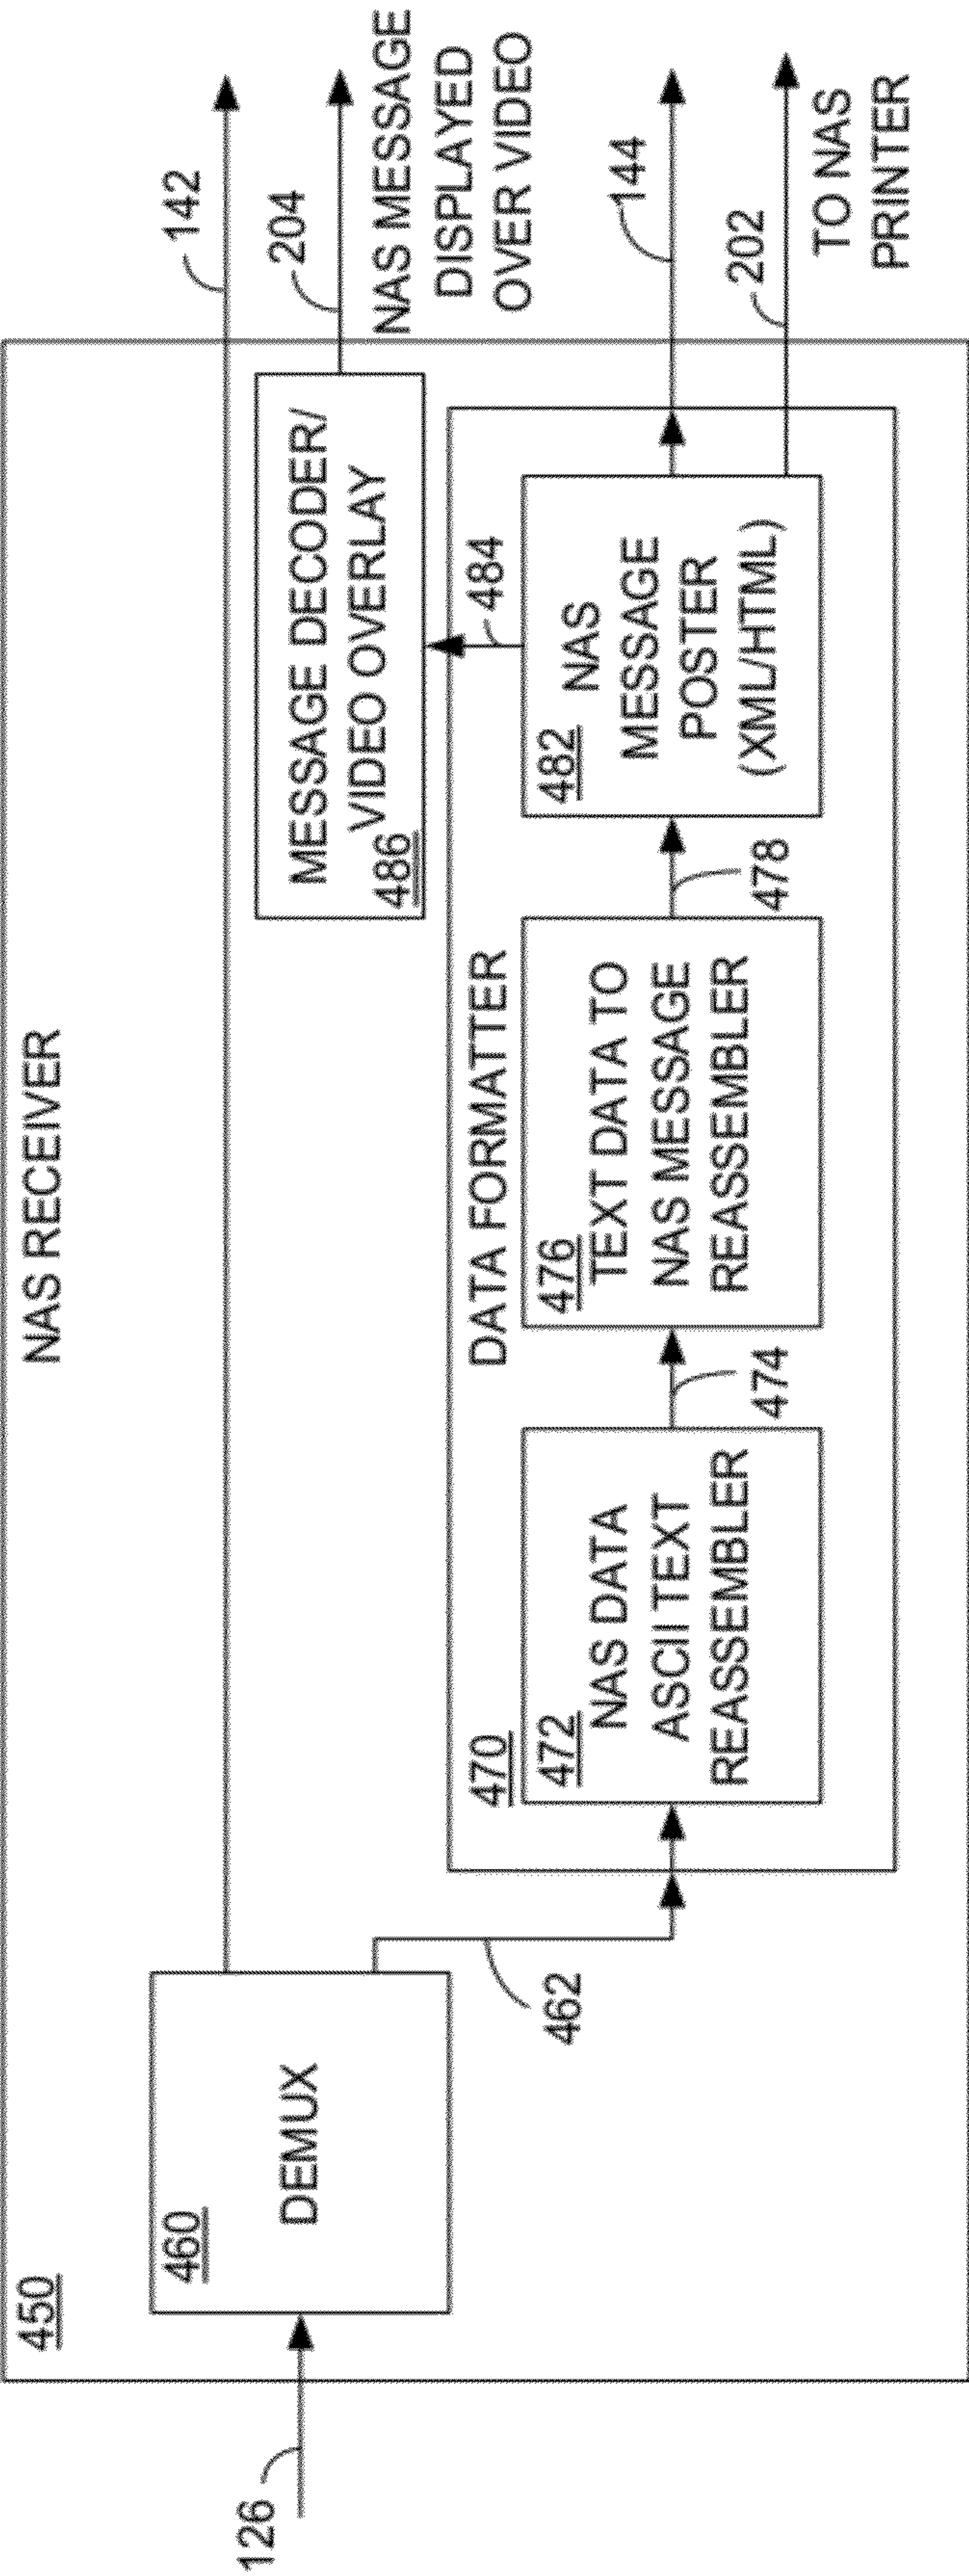 NAS RECEIVER
450
126
460
DEMUX
462
142
204
NAS MESSAGE
DISPLAYED
OVER VIDEO
MESSAGE DECODER/
VIDEO OVERLAY
486
DATA FORMATTER
470
472
NAS DATA
ASCII TEXT
REASSEMBLER
474
476
TEXT DATA TO
NAS MESSAGE
REASSEMBLER
478
482
NAS
MESSAGE
POSTER
(XML/HTML)
484
144
202
TO NAS
PRINTER